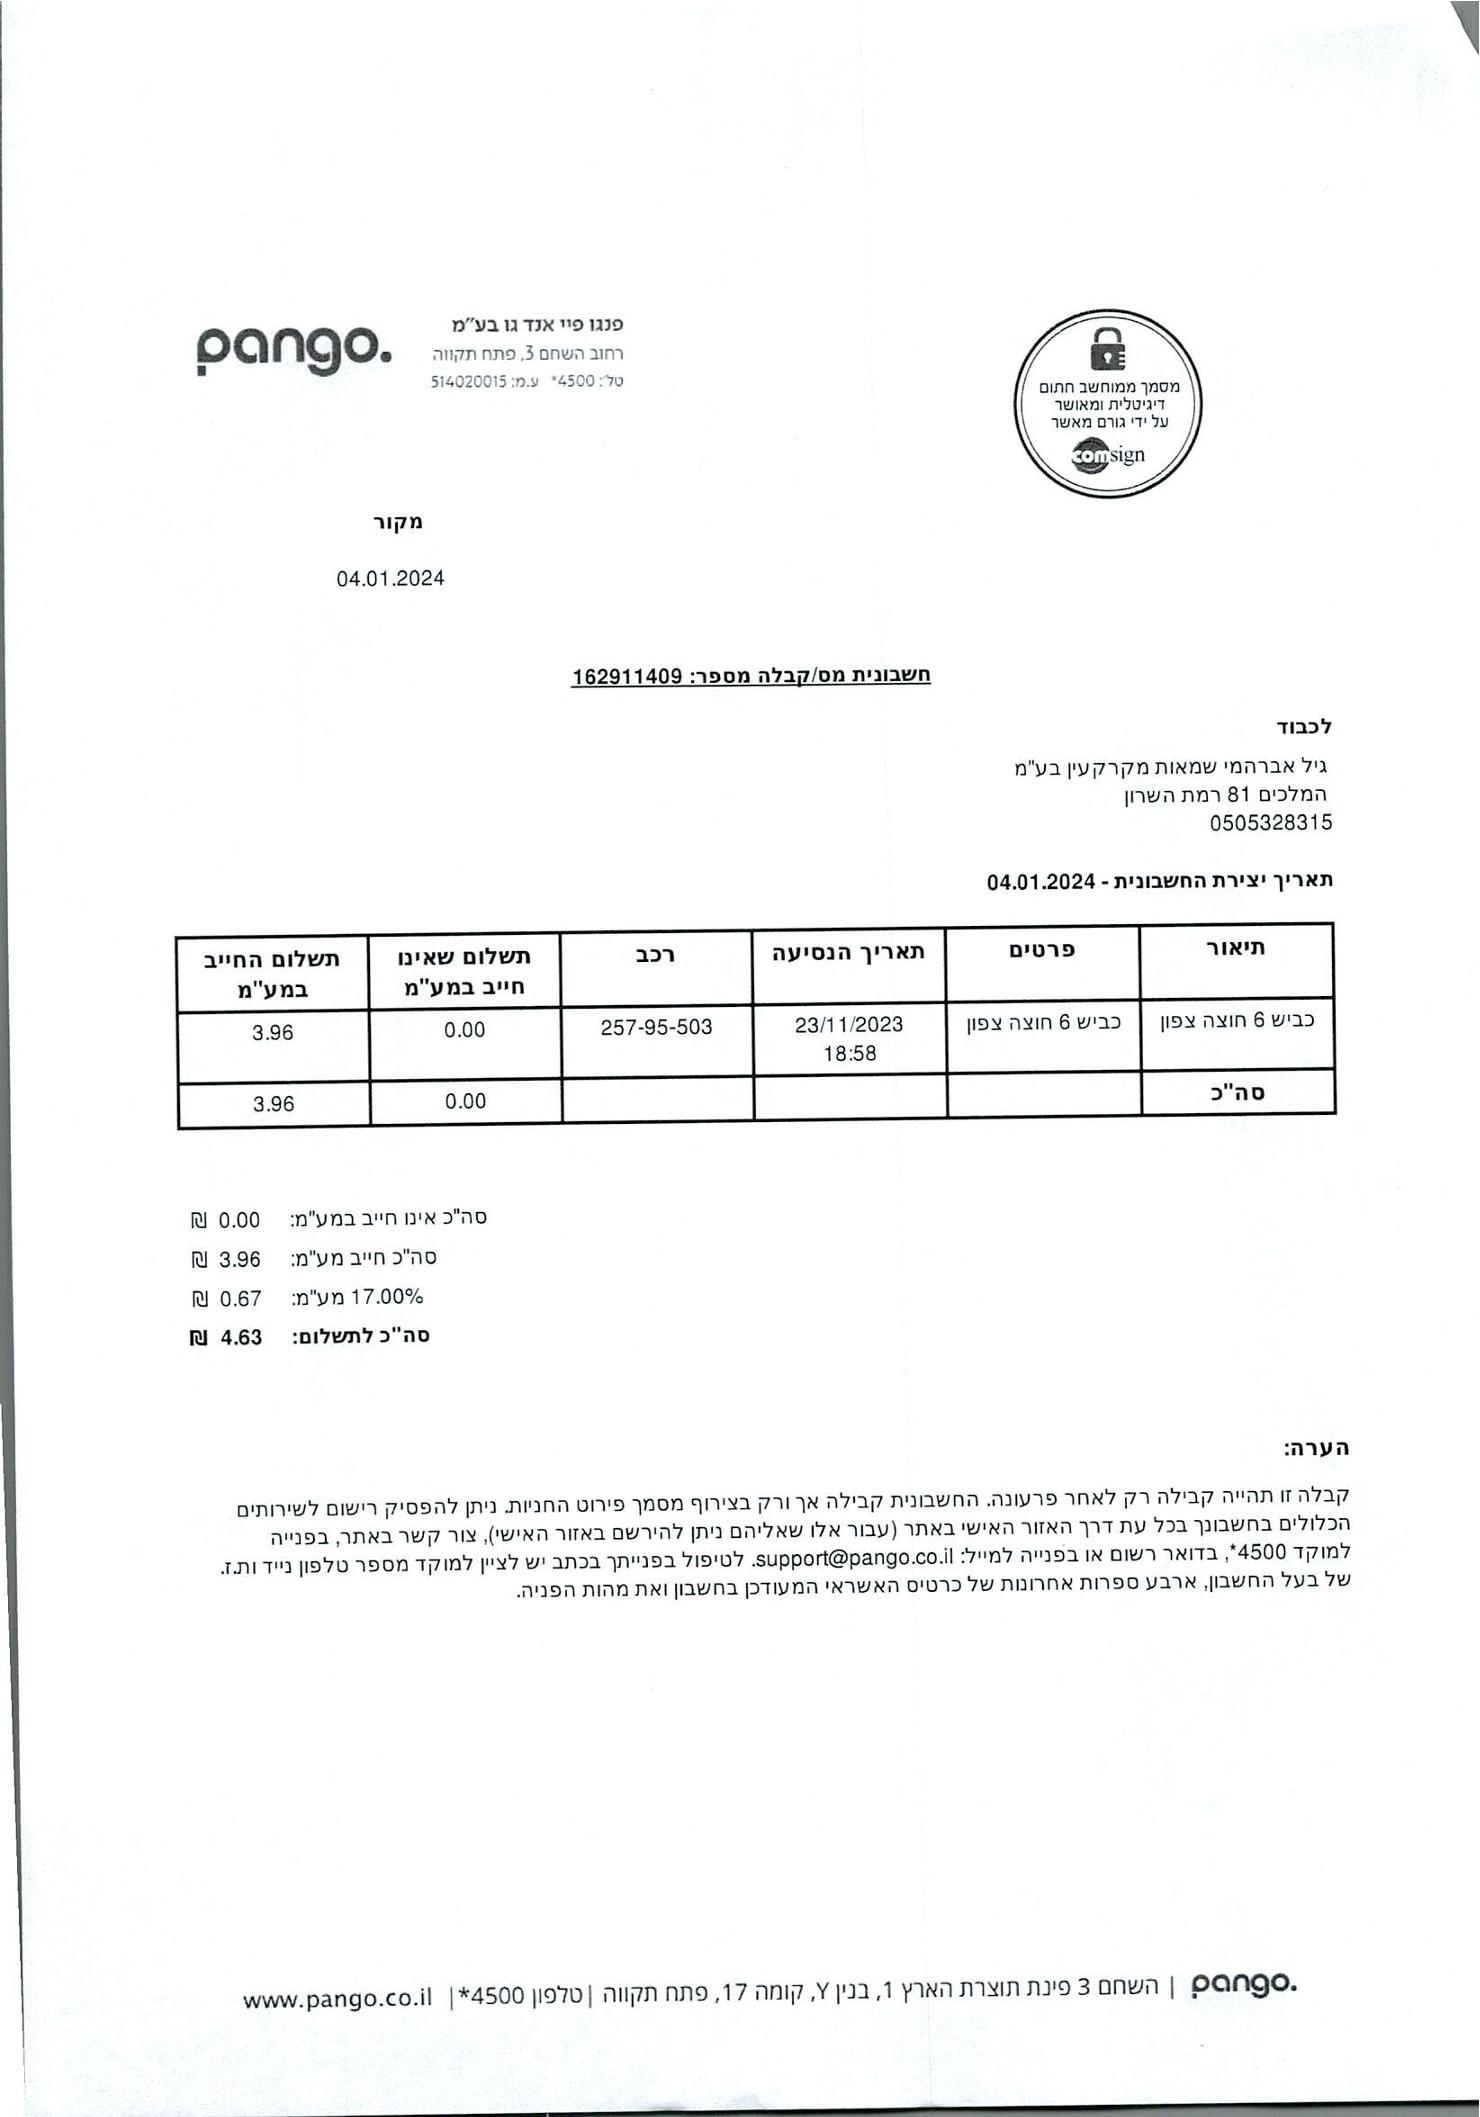 pango.
פנגו פיי אנד גו בע"מ
רחוב השחם 3, פתח תקווה
טל': 4500* ע.מ: 514020015
מסמך ממוחשב חתום
דיגיטלית ומאושר
על ידי גורם מאשר
comsign
מקור
04.01.2024
חשבונית מס/קבלה מספר: 162911409
לכבוד
גיל אברהמי שמאות מקרקעין בע"מ
המלכים 81 רמת השרון
0505328315
תאריך יצירת החשבונית - 04.01.2024
תיאור פרטים תאריך הנסיעה רכב תשלום שאינו חייב במע"מ תשלום החייב במע"מ
כביש 6 חוצה צפון כביש 6 חוצה צפון 23/11/2023 18:58 257-95-503 0.00 3.96
סה"כ 0.00 3.96
סה"כ אינו חייב במע"מ: 0.00 ₪
סה"כ חייב מע"מ: 3.96 ₪
17.00% מע"מ: 0.67 ₪
סה"כ לתשלום: 4.63 ₪
הערה:
קבלה זו תהייה קבילה רק לאחר פרעונה. החשבונית קבילה אך ורק בצירוף מסמך פירוט החניות. ניתן להפסיק רישום לשירותים
הכלולים בחשבונך בכל עת דרך האזור האישי באתר (עבור אלו שאליהם ניתן להירשם באזור האישי), צור קשר באתר, בפנייה
למוקד 4500*, בדואר רשום או בפנייה למייל: support@pango.co.il. לטיפול בפנייתך בכתב יש לציין למוקד מספר טלפון נייד ות.ז.
של בעל החשבון, ארבע ספרות אחרונות של כרטיס האשראי המעודכן בחשבון ואת מהות הפניה.
pango. | השחם 3 פינת תוצרת הארץ 1, בנין Y, קומה 17, פתח תקווה | טלפון 4500* | www.pango.co.il